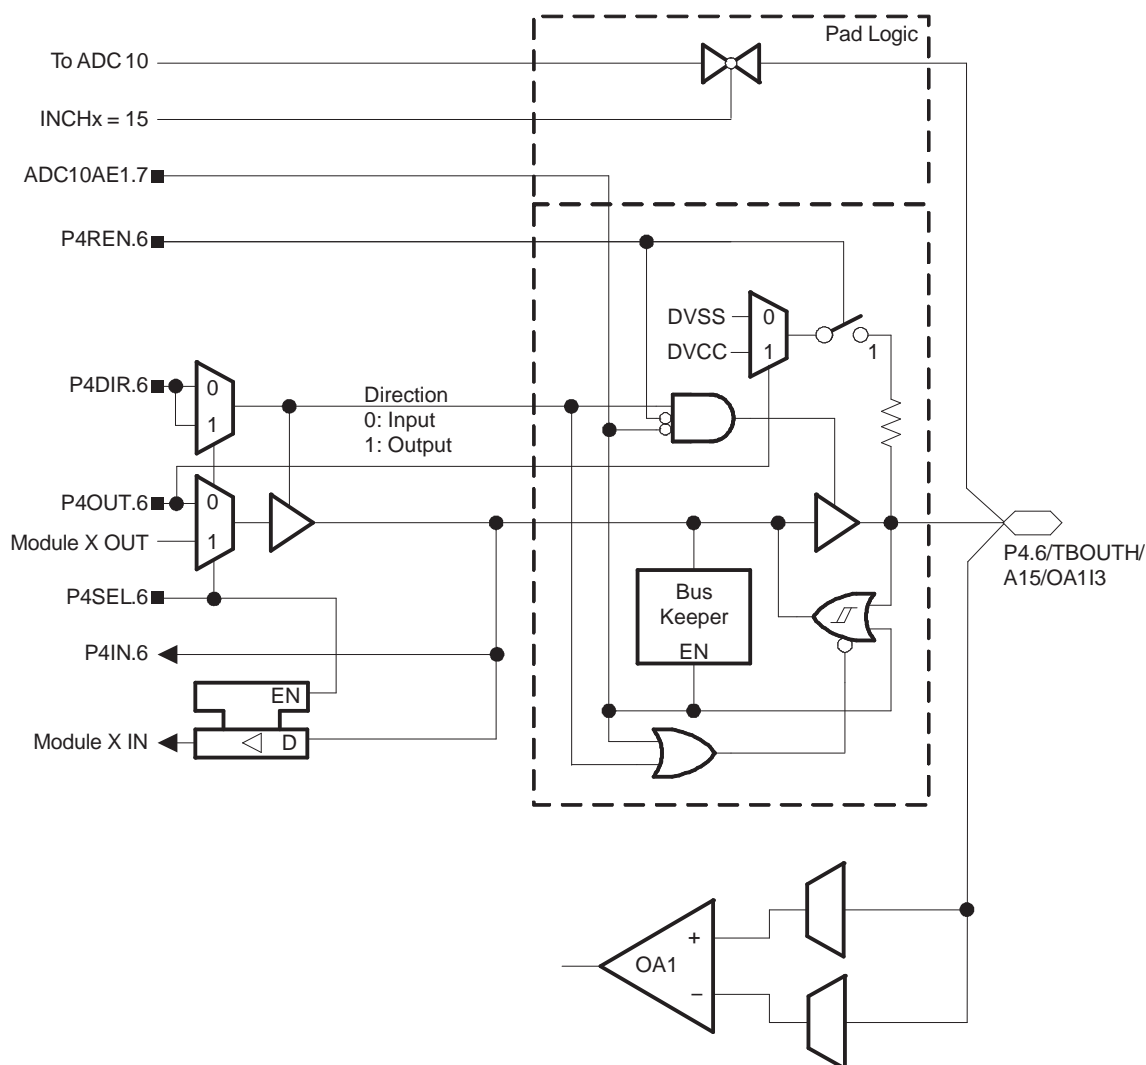 Pad Logic
To ADC 10
INCHx = 15
ADC10AE1.7
P4REN.6
DVSS
0
DVCC
1
1
P4DIR.6
0
1
Direction
0: Input
1: Output
P4OUT.6
0
Module X OUT
1
P4.6/TBOUTH/
A15/OA1I3
P4SEL.6
Bus
Keeper
EN
P4IN.6
EN
Module X IN
D
+
OA1
−